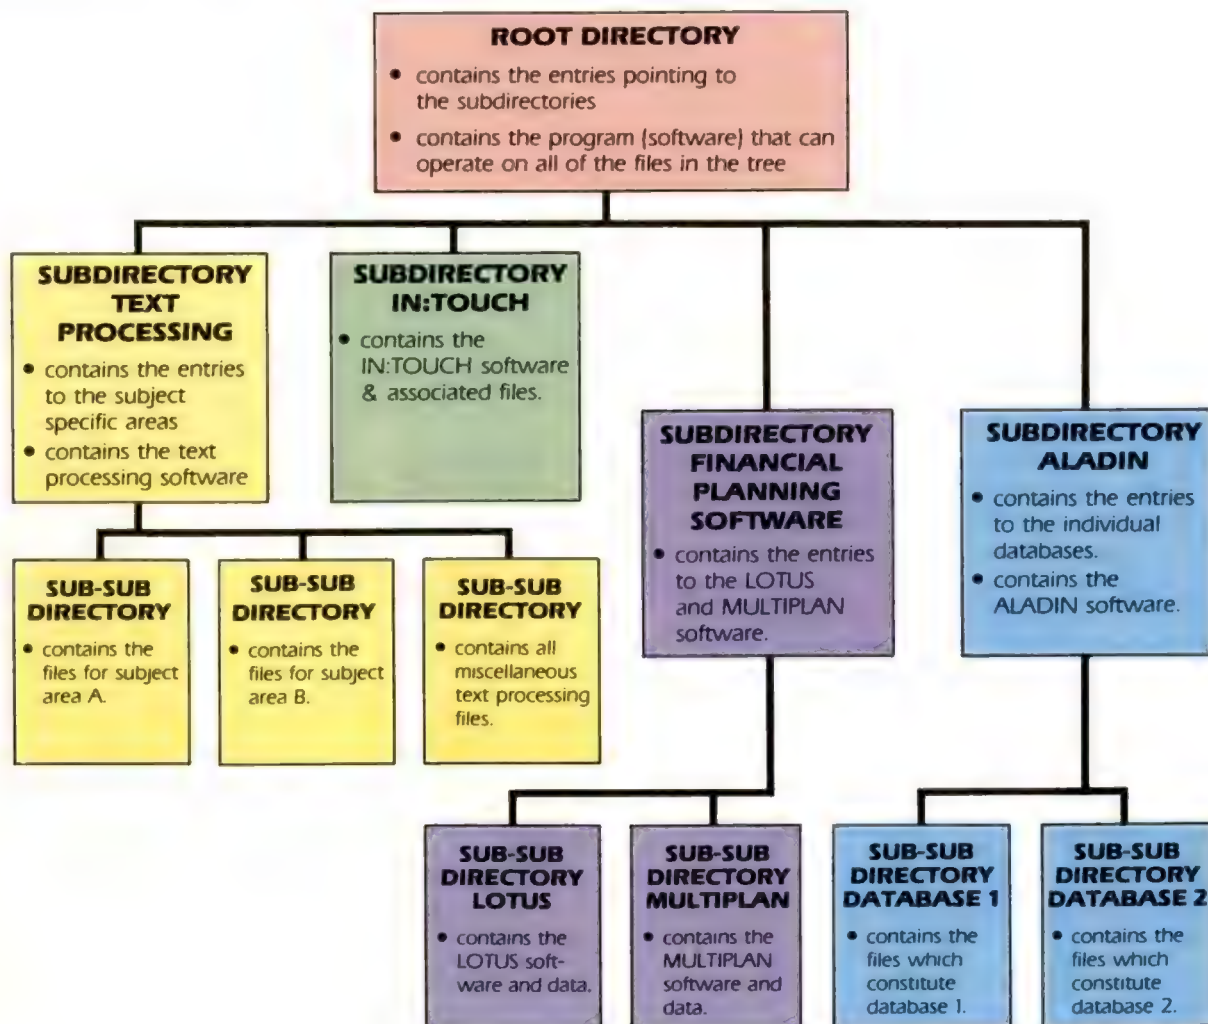 ROOT DIRECTORY
• contains the entries pointing to
the subdirectories
• contains the program (software) that can
operate on all of the files in the tree
SUBDIRECTORY
TEXT
PROCESSING
• contains the entries
to the subject
specific areas
• contains the text
processing software
SUBDIRECTORY
IN:TOUCH
• contains the
IN:TOUCH software
& associated files.
SUBDIRECTORY
FINANCIAL
PLANNING
SOFTWARE
• contains the entries
to the LOTUS
and MULTIPLAN
software.
SUBDIRECTORY
ALADIN
• contains the entries
to the individual
databases.
• contains the
ALADIN software.
SUB-SUB
DIRECTORY
• contains the
files for subject
area A.
SUB-SUB
DIRECTORY
• contains the
files for subject
area B.
SUB-SUB
DIRECTORY
• contains all
miscellaneous
text processing
files.
SUB-SUB
DIRECTORY
LOTUS
• contains the
LOTUS soft-
ware and data.
SUB-SUB
DIRECTORY
MULTIPLAN
• contains the
MULTIPLAN
software and
data.
SUB-SUB
DIRECTORY
DATABASE 1
• contains the
files which
constitute
database 1.
SUB-SUB
DIRECTORY
DATABASE 2
• contains the
files which
constitute
database 2.